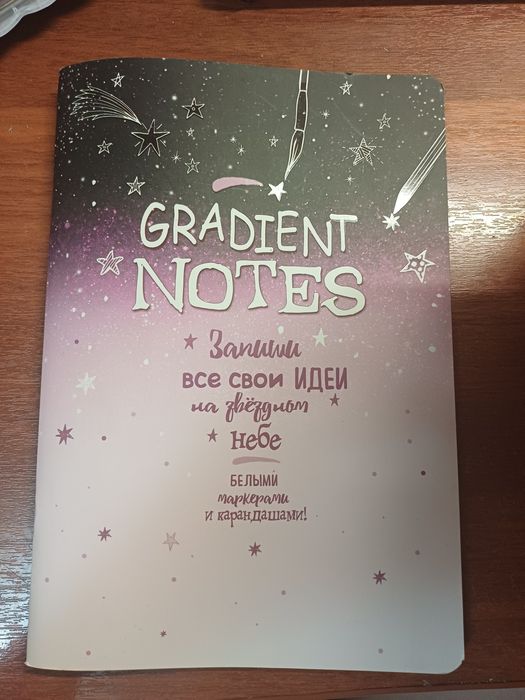 GRADIENT
NOTES
Запиши
все свои ИДЕИ
на звёздном
небе
БЕЛЫМИ
маркерами
и карандашами!